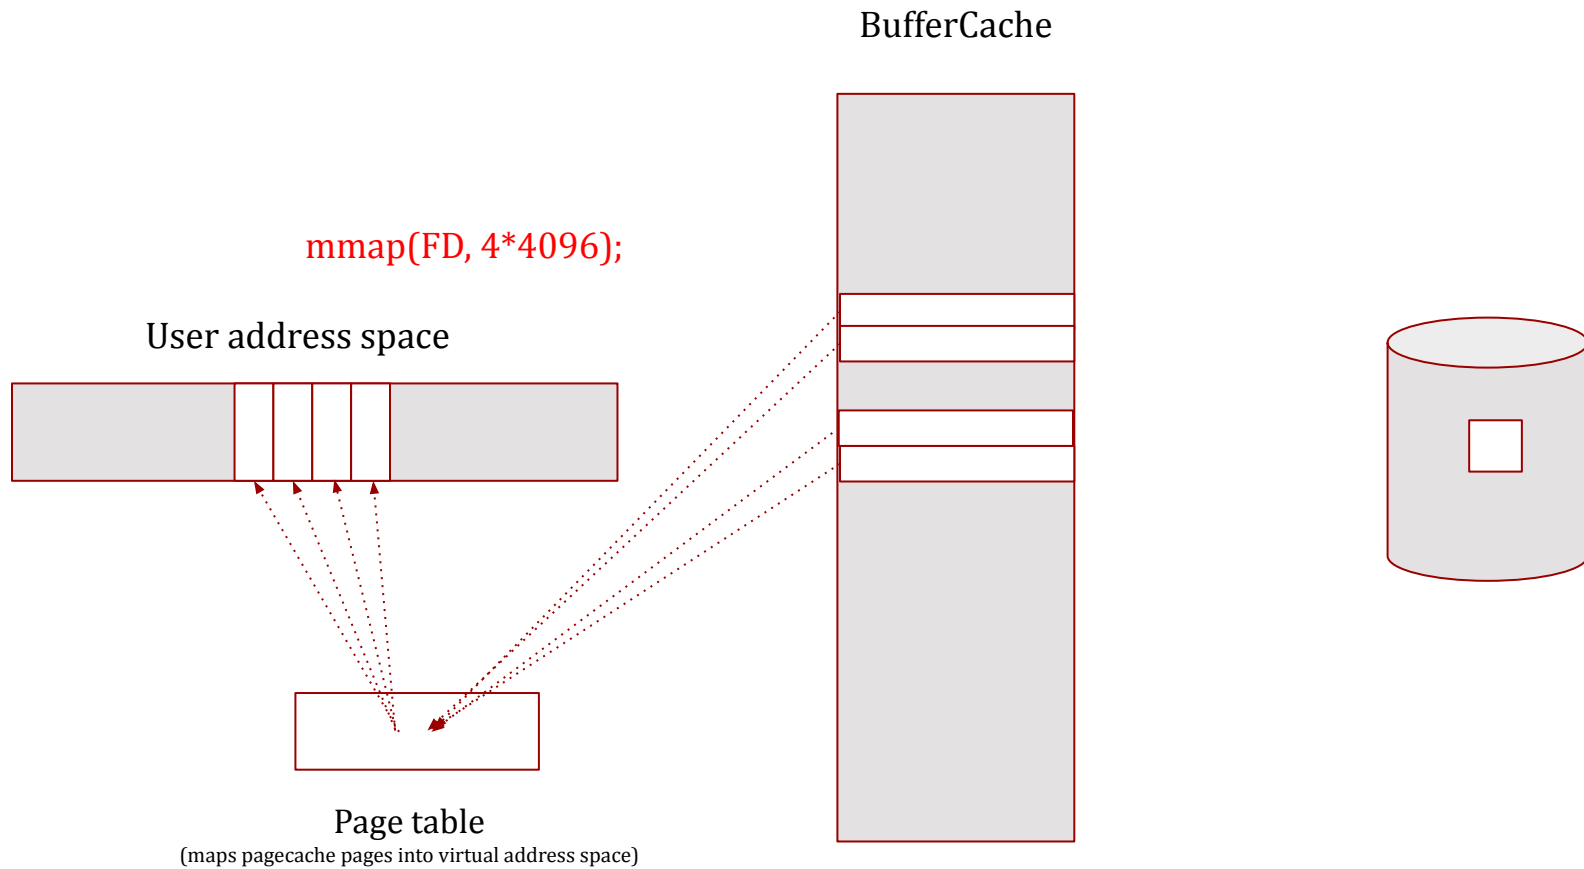 BufferCache
mmap(FD, 4*4096);
User address space
Page table
(maps pagecache pages into virtual address space)